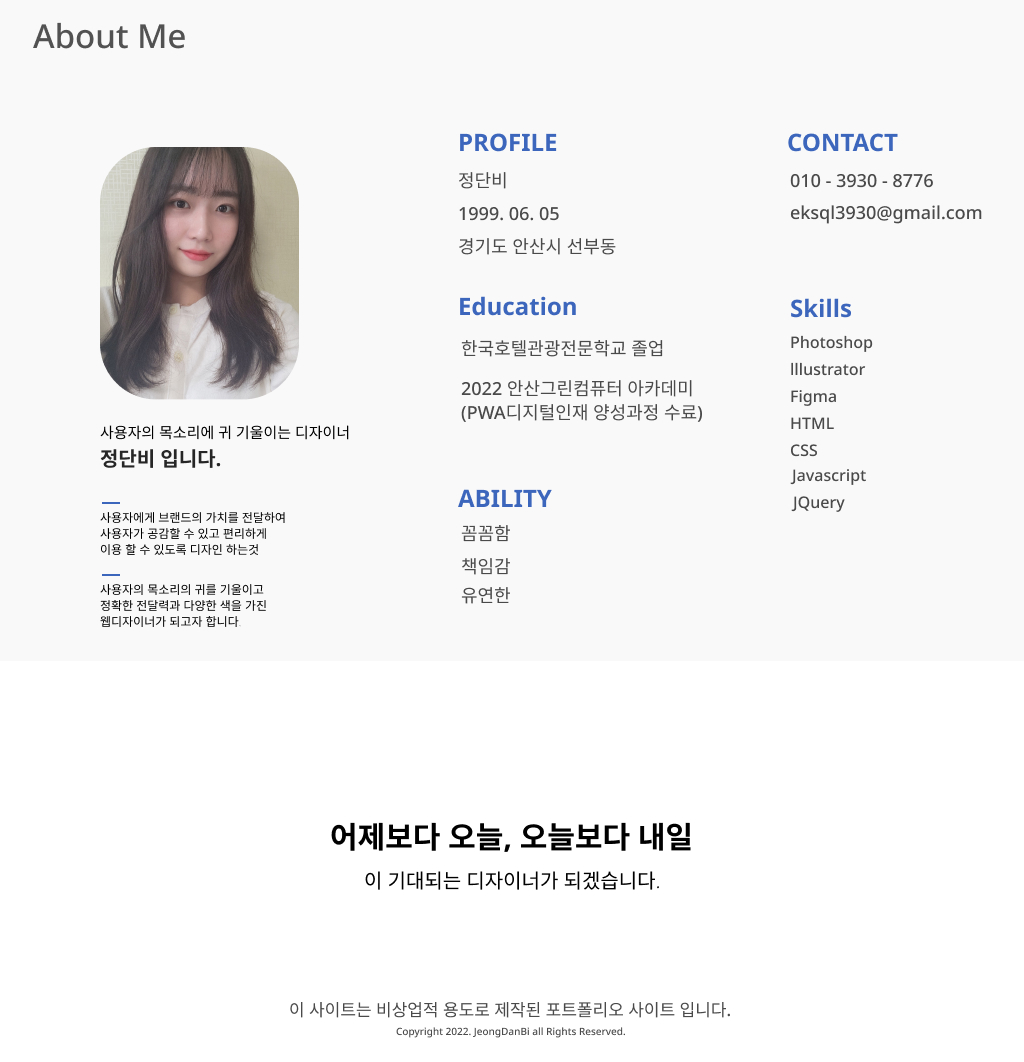 About Me
사용자의 목소리에 귀 기울이는 디자이너
정단비 입니다.
사용자에게 브랜드의 가치를 전달하여
사용자가 공감할 수 있고 편리하게
이용 할 수 있도록 디자인 하는것
사용자의 목소리의 귀를 기울이고
정확한 전달력과 다양한 색을 가진
웹디자이너가 되고자 합니다.
PROFILE
정단비
1999. 06. 05
경기도 안산시 선부동
Education
한국호텔관광전문학교 졸업
2022 안산그린컴퓨터 아카데미
(PWA디지털인재 양성과정 수료)
ABILITY
꼼꼼함
책임감
유연한
CONTACT
010 - 3930 - 8776
eksql3930@gmail.com
Skills
Photoshop
lllustrator
Figma
HTML
CSS
Javascript
JQuery
어제보다 오늘, 오늘보다 내일
이 기대되는 디자이너가 되겠습니다.
이 사이트는 비상업적 용도로 제작된 포트폴리오 사이트 입니다.
Copyright 2022. JeongDanBi all Rights Reserved.